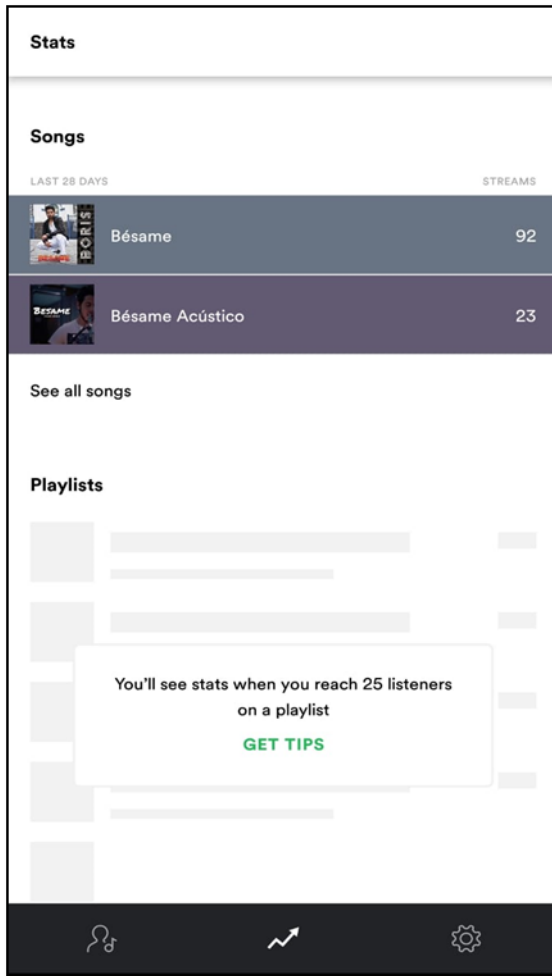 Stats
Songs
LAST 28 DAYS STREAMS
BORIS
BÉSAME
Bésame 92
BESAME
Bésame Acústico 23
See all songs
Playlists
You'll see stats when you reach 25 listeners
on a playlist
GET TIPS